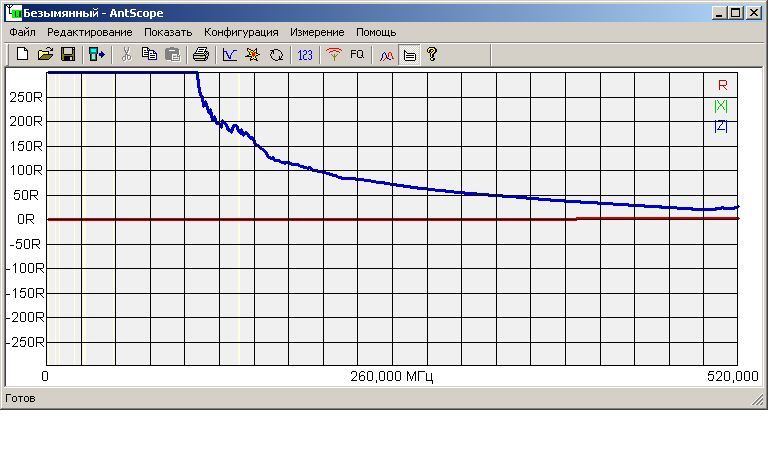 Безымянный - AntScope
Файл Редактирование Показать Конфигурация Измерение Помощь
123 FQ ?
R
|X|
|Z|
250R
200R
150R
100R
50R
0R
-50R
-100R
-150R
-200R
-250R
0 260,000 МГц 520,000
Готов